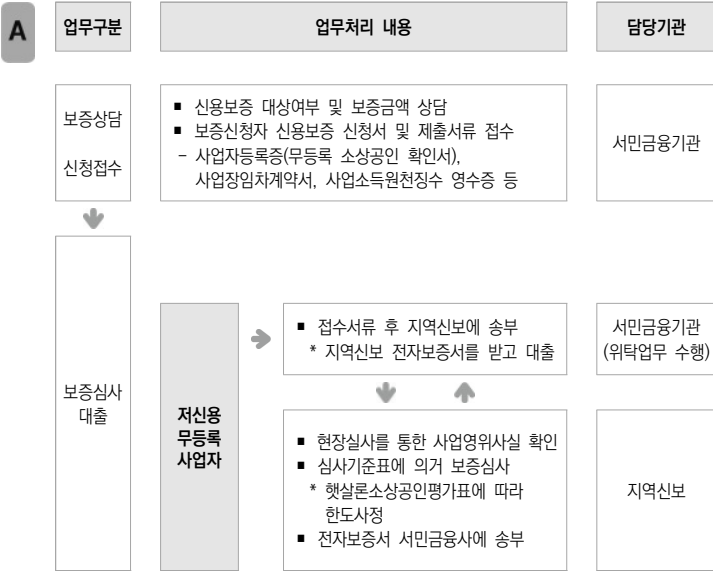 A
업무구분
업무처리 내용
담당기관
보증상담
신청접수
■ 신용보증 대상여부 및 보증금액 상담
■ 보증신청자 신용보증 신청서 및 제출서류 접수
- 사업자등록증(무등록 소상공인 확인서),
사업장임차계약서, 사업소득원천징수 영수증 등
서민금융기관
보증심사
대출
저신용
무등록
사업자
■ 접수서류 후 지역신보에 송부
* 지역신보 전자보증서를 받고 대출
서민금융기관
(위탁업무 수행)
■ 현장실사를 통한 사업영위사실 확인
■ 심사기준표에 의거 보증심사
* 햇살론소상공인평가표에 따라
한도사정
■ 전자보증서 서민금융사에 송부
지역신보